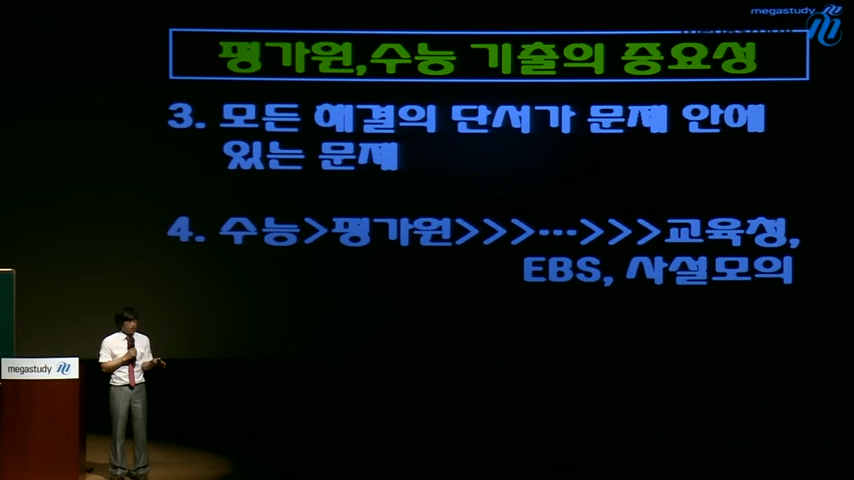 megastudy
megastudy
평가원,수능 기출의 중요성
3. 모든 해결의 단서가 문제 안에
있는 문제
4. 수능>평가원>>>…>>>교육청,
EBS, 사설모의
megastudy